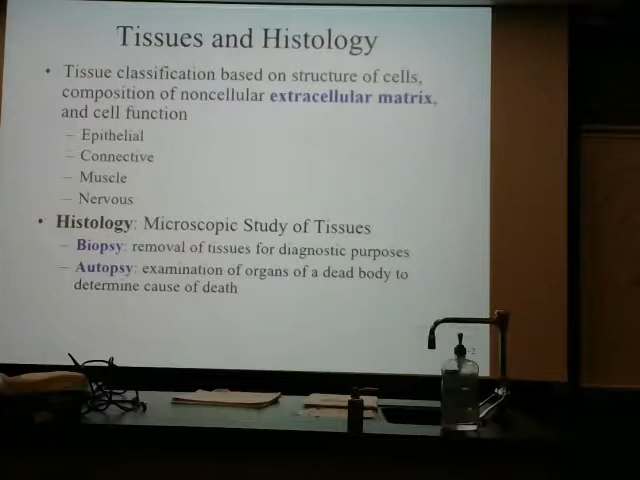 Tissues and Histology
• Tissue classification based on structure of cells,
composition of noncellular extracellular matrix,
and cell function
– Epithelial
– Connective
– Muscle
– Nervous
• Histology: Microscopic Study of Tissues
– Biopsy: removal of tissues for diagnostic purposes
– Autopsy: examination of organs of a dead body to
determine cause of death